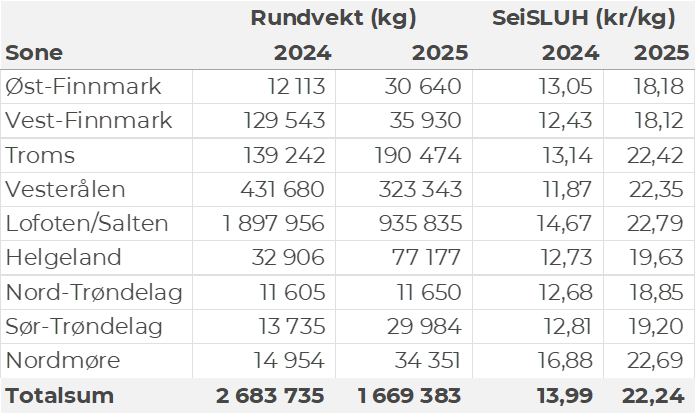 Rundvekt (kg) SeiSLUH (kr/kg)
Sone 2024 2025 2024 2025
Øst-Finnmark 12 113 30 640 13,05 18,18
Vest-Finnmark 129 543 35 930 12,43 18,12
Troms 139 242 190 474 13,14 22,42
Vesterålen 431 680 323 343 11,87 22,35
Lofoten/Salten 1 897 956 935 835 14,67 22,79
Helgeland 32 906 77 177 12,73 19,63
Nord-Trøndelag 11 605 11 650 12,68 18,85
Sør-Trøndelag 13 735 29 984 12,81 19,20
Nordmøre 14 954 34 351 16,88 22,69
Totalsum 2 683 735 1 669 383 13,99 22,24